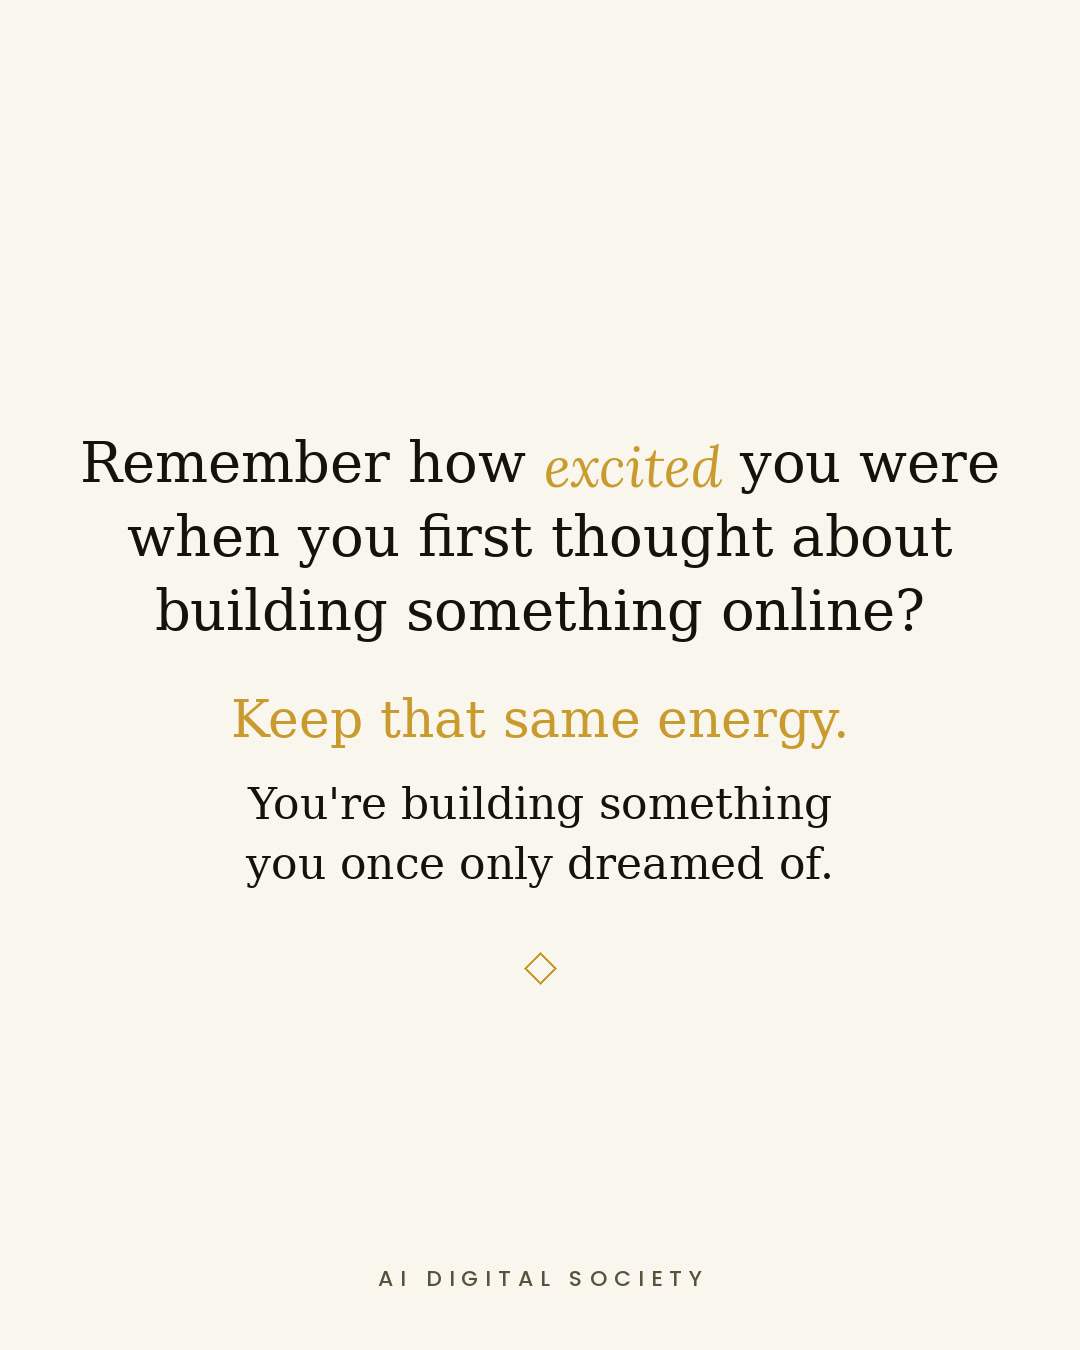 Remember how excited you were
when you first thought about
building something online?
Keep that same energy.
You're building something
you once only dreamed of.
AI DIGITAL SOCIETY